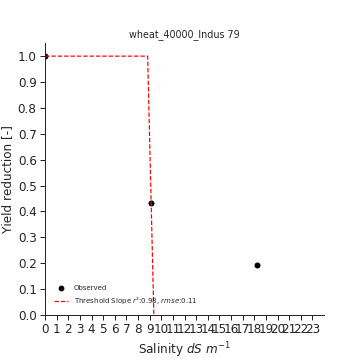 wheat_40000_Indus 79
Yield reduction [-]
1.0
0.9
0.8
0.7
0.6
0.5
0.4
0.3
0.2
0.1
0.0
Observed
Threshold Slope r²:0.98, rmse:0.11
0 1 2 3 4 5 6 7 8 9 10 11 12 13 14 15 16 17 18 19 20 21 22 23
Salinity dS m⁻¹